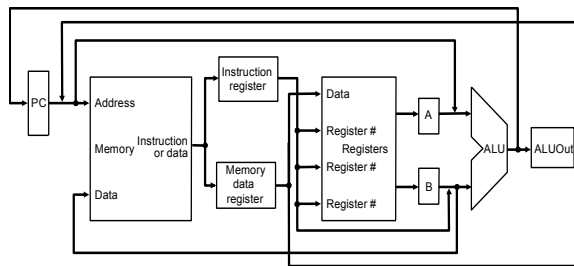 PC
Address
Memory
Instruction
or data
Data
Instruction
register
Memory
data
register
Data
Register #
Registers
Register #
Register #
A
B
ALU
ALUOut